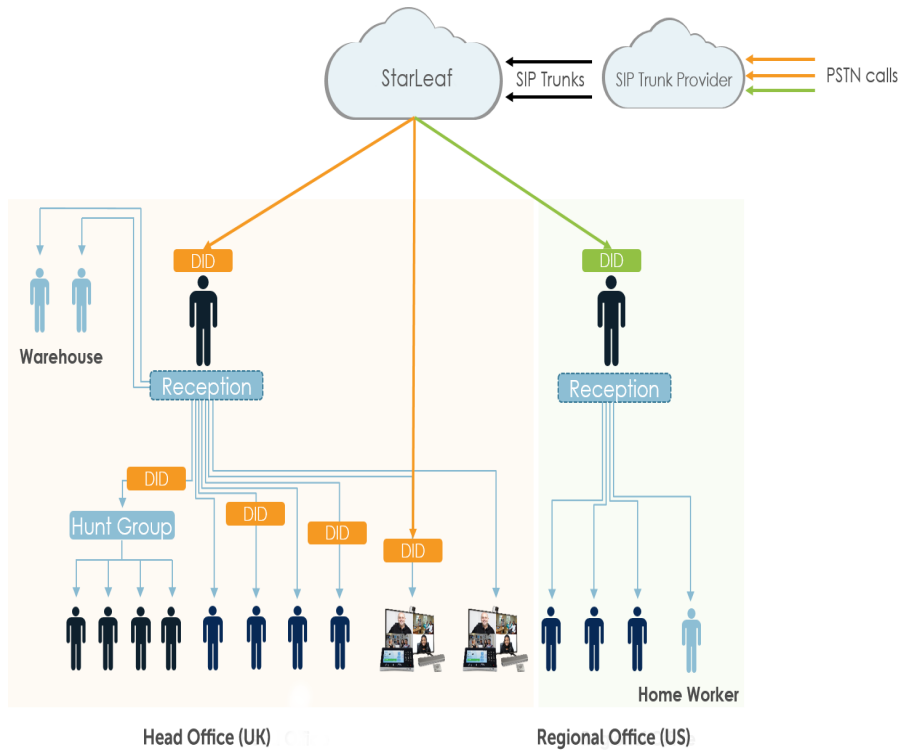 StarLeaf
SIP Trunks
SIP Trunk Provider
PSTN calls
DID
DID
Warehouse
Reception
Reception
DID
DID
Hunt Group
DID
DID
Home Worker
Head Office (UK)
Regional Office (US)